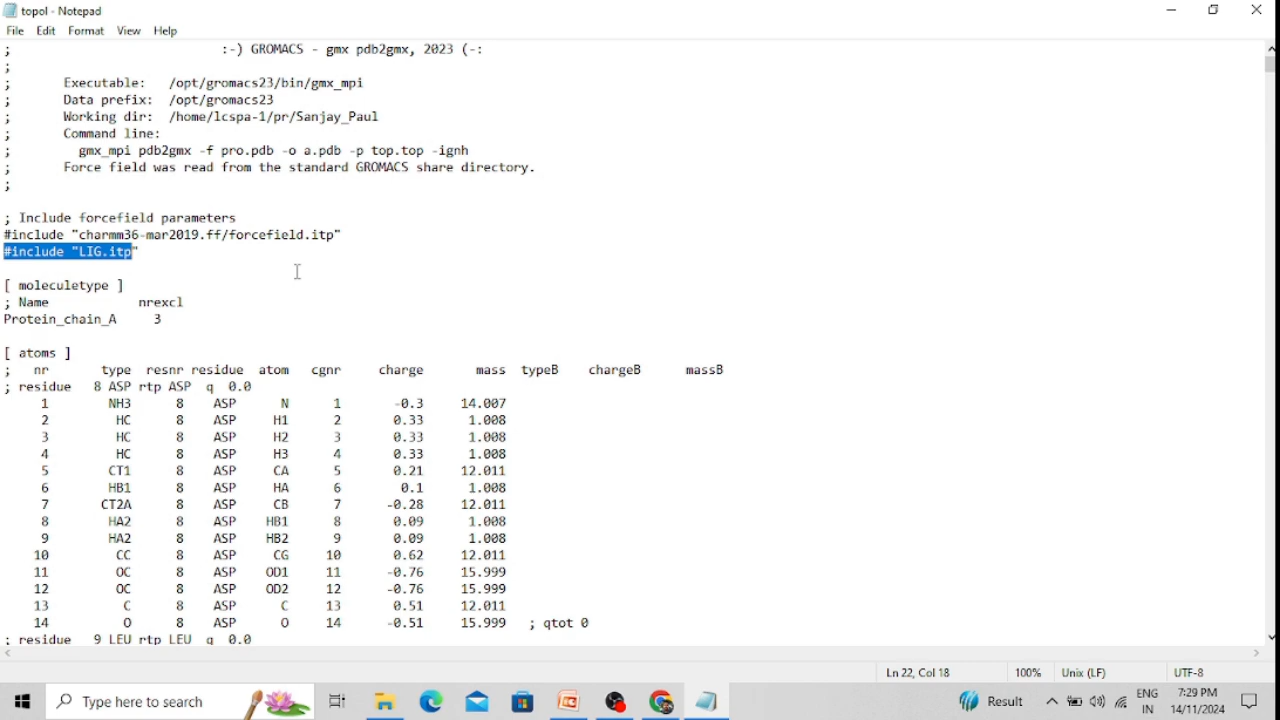 topol - Notepad
File Edit Format View Help
; :-) GROMACS - gmx pdb2gmx, 2023 (-:
;
; Executable: /opt/gromacs23/bin/gmx_mpi
; Data prefix: /opt/gromacs23
; Working dir: /home/lcspa-1/pr/Sanjay_Paul
; Command line:
; gmx_mpi pdb2gmx -f pro.pdb -o a.pdb -p top.top -ignh
; Force field was read from the standard GROMACS share directory.
;
; Include forcefield parameters
#include "charmm36-mar2019.ff/forcefield.itp"
#include "LIG.itp"
[ moleculetype ]
; Name nrexcl
Protein_chain_A 3
[ atoms ]
; nr type resnr residue atom cgnr charge mass typeB chargeB massB
; residue 8 ASP rtp ASP q 0.0
1 NH3 8 ASP N 1 -0.3 14.007
2 HC 8 ASP H1 2 0.33 1.008
3 HC 8 ASP H2 3 0.33 1.008
4 HC 8 ASP H3 4 0.33 1.008
5 CT1 8 ASP CA 5 0.21 12.011
6 HB1 8 ASP HA 6 0.1 1.008
7 CT2A 8 ASP CB 7 -0.28 12.011
8 HA2 8 ASP HB1 8 0.09 1.008
9 HA2 8 ASP HB2 9 0.09 1.008
10 CC 8 ASP CG 10 0.62 12.011
11 OC 8 ASP OD1 11 -0.76 15.999
12 OC 8 ASP OD2 12 -0.76 15.999
13 C 8 ASP C 13 0.51 12.011
14 O 8 ASP O 14 -0.51 15.999 ; qtot 0
; residue 9 LEU rtp LEU q 0.0
Ln 22, Col 18 100% Unix (LF) UTF-8
Type here to search Result ENG IN 7:29 PM 14/11/2024